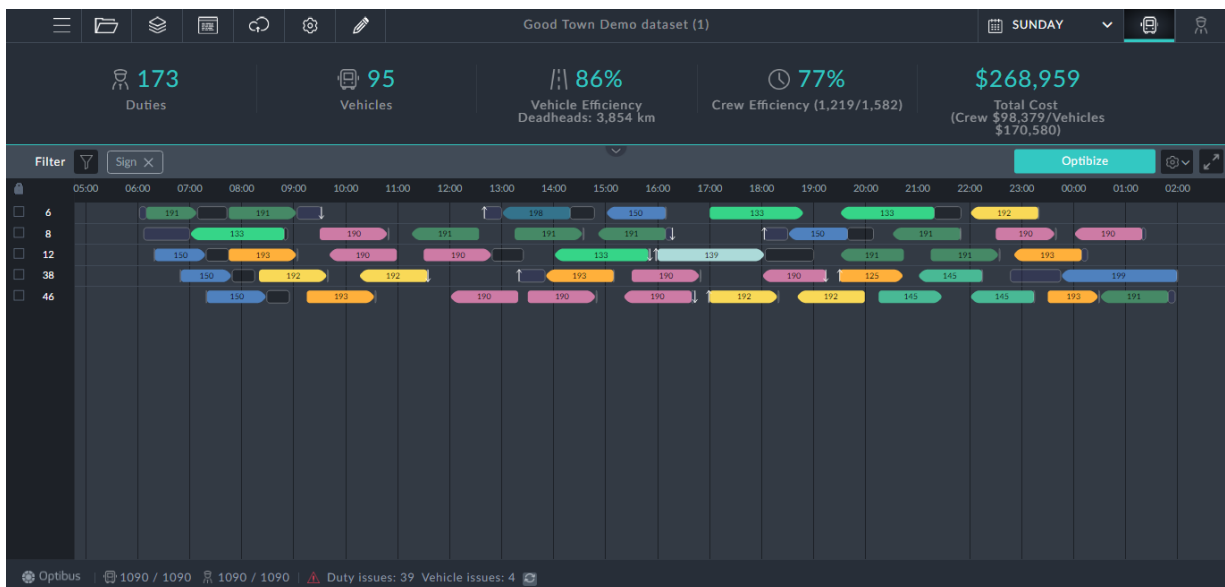 Good Town Demo dataset (1)
SUNDAY
173
Duties
95
Vehicles
86%
Vehicle Efficiency
Deadheads: 3,854 km
77%
Crew Efficiency (1,219/1,582)
$268,959
Total Cost
(Crew $98,379/Vehicles
$170,580)
Filter
Sign
Optibize
05:00 06:00 07:00 08:00 09:00 10:00 11:00 12:00 13:00 14:00 15:00 16:00 17:00 18:00 19:00 20:00 21:00 22:00 23:00 00:00 01:00 02:00
6 191 191 198 150 133 133 192
8 133 190 191 191 191 150 191 190 190
12 150 193 190 190 133 139 191 191 193
38 150 192 192 193 190 190 125 145 199
46 150 193 190 190 190 192 192 145 145 193 191
Optibus 1090 / 1090 1090 / 1090 Duty issues: 39 Vehicle issues: 4